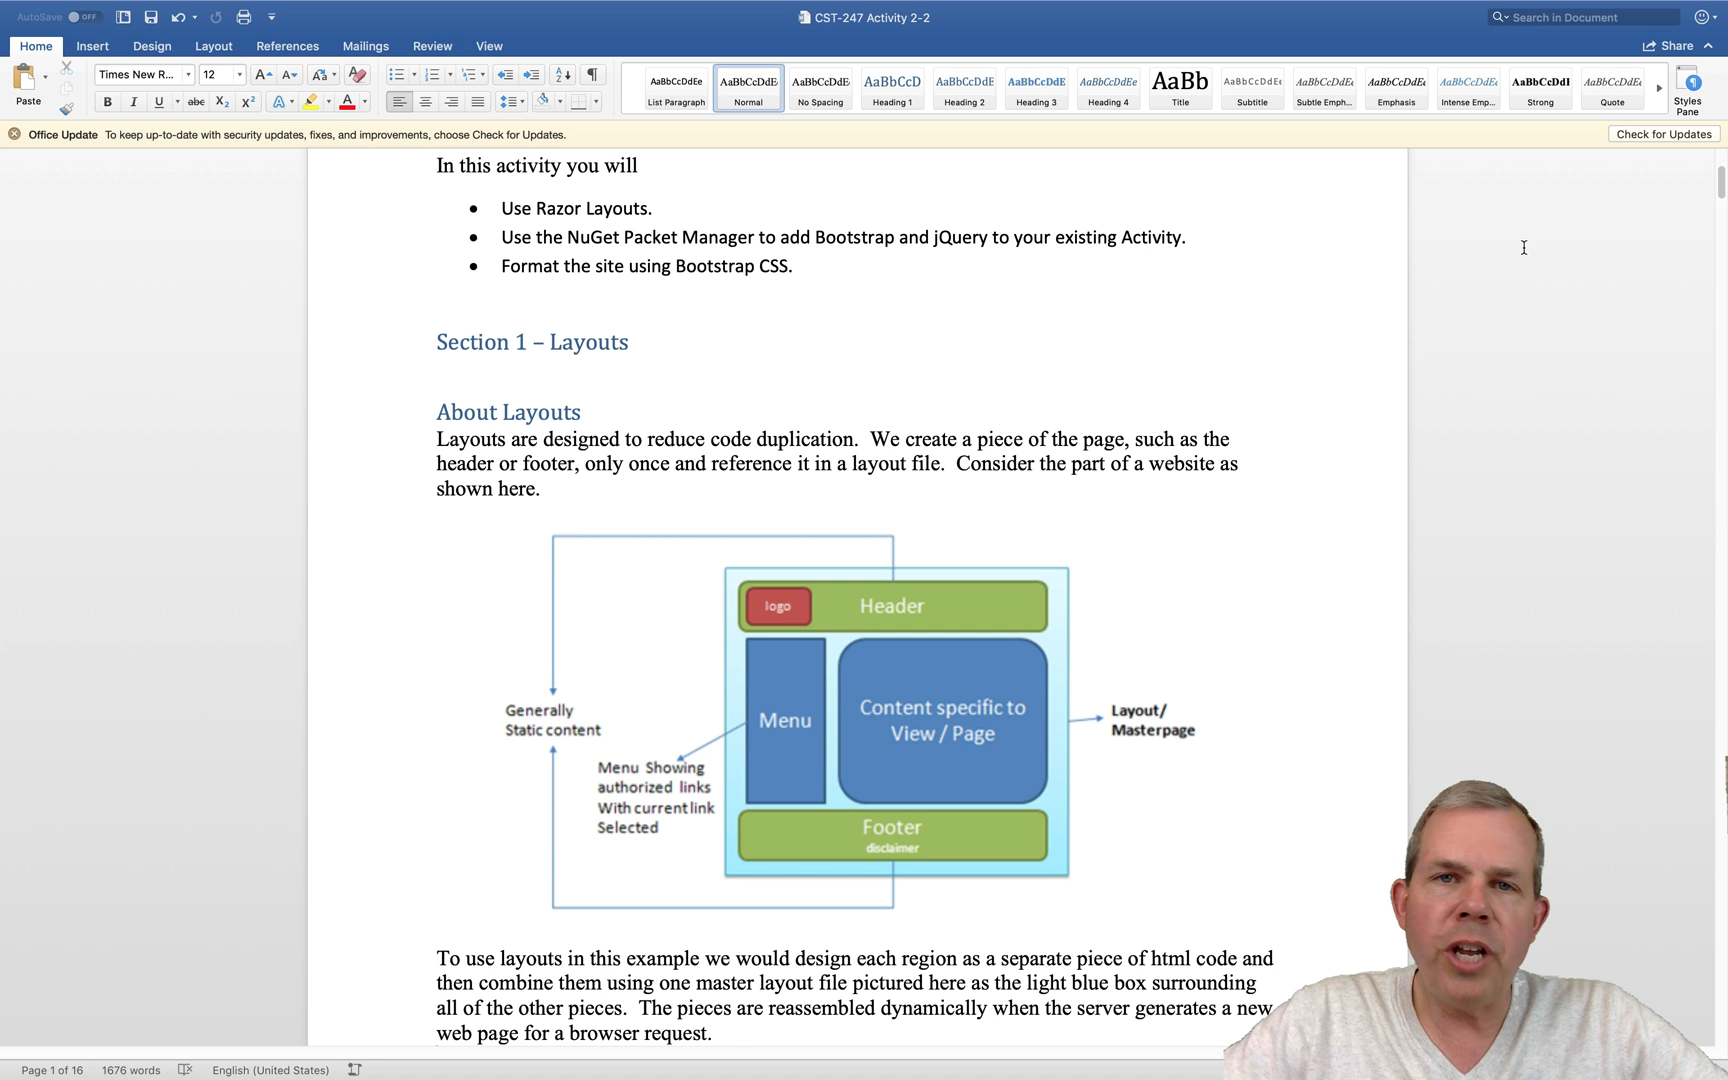 AutoSave OFF
CST-247 Activity 2-2
Search in Document
Home Insert Design Layout References Mailings Review View
Share
Paste
Times New R... 12
AaBbCcDdEe AaBbCcDdE AaBbCcDdE AaBbCcD AaBbCcDdE AaBbCcDdE AaBbCcDdEe AaBb AaBbCcDdEe AaBbCcDdEe AaBbCcDdEe AaBbCcDdEe AaBbCcDdI AaBbCcDdEe
List Paragraph Normal No Spacing Heading 1 Heading 2 Heading 3 Heading 4 Title Subtitle Subtle Emph... Emphasis Intense Emp... Strong Quote
Styles
Pane
Office Update To keep up-to-date with security updates, fixes, and improvements, choose Check for Updates.
Check for Updates
In this activity you will
• Use Razor Layouts.
• Use the NuGet Packet Manager to add Bootstrap and jQuery to your existing Activity.
• Format the site using Bootstrap CSS.
Section 1 – Layouts
About Layouts
Layouts are designed to reduce code duplication. We create a piece of the page, such as the
header or footer, only once and reference it in a layout file. Consider the part of a website as
shown here.
logo
Header
Generally
Static content
Menu
Content specific to
View / Page
Layout/
Masterpage
Menu Showing
authorized links
With current link
Selected
Footer
disclaimer
To use layouts in this example we would design each region as a separate piece of html code and
then combine them using one master layout file pictured here as the light blue box surrounding
all of the other pieces. The pieces are reassembled dynamically when the server generates a new
web page for a browser request.
Page 1 of 16 1676 words English (United States)